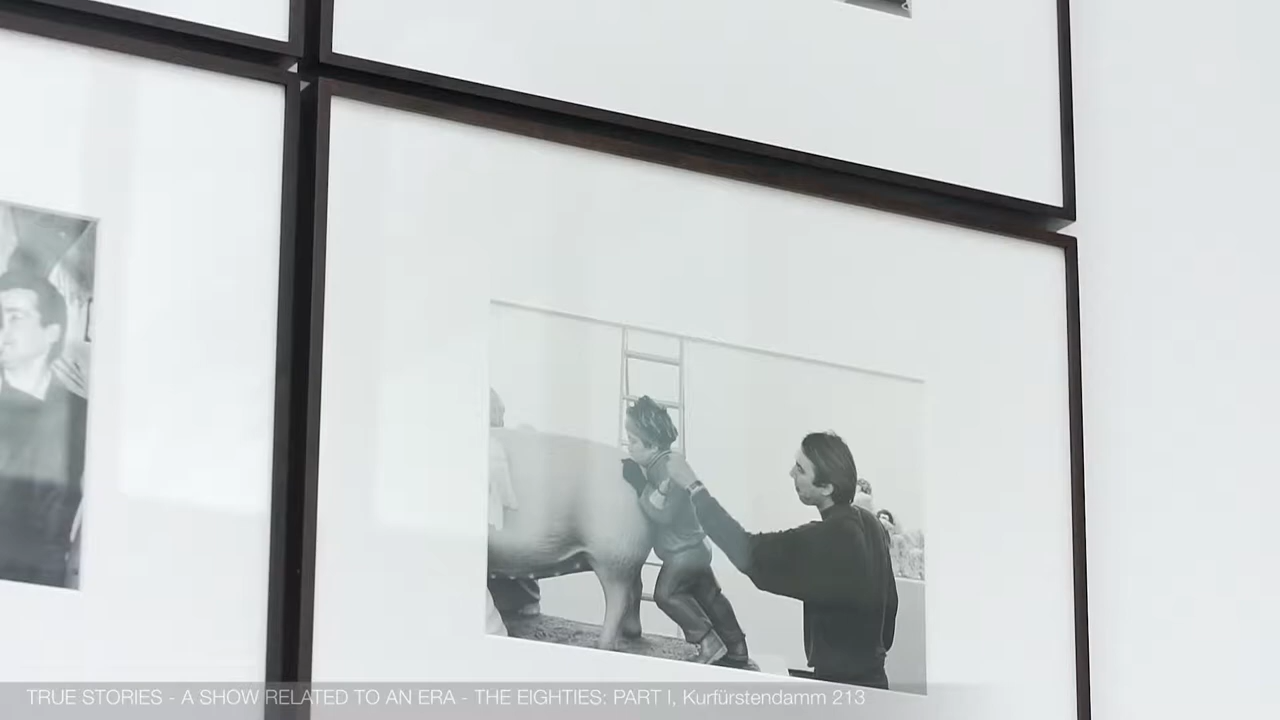 TRUE STORIES - A SHOW RELATED TO AN ERA - THE EIGHTIES: PART I, Kurfürstendamm 213